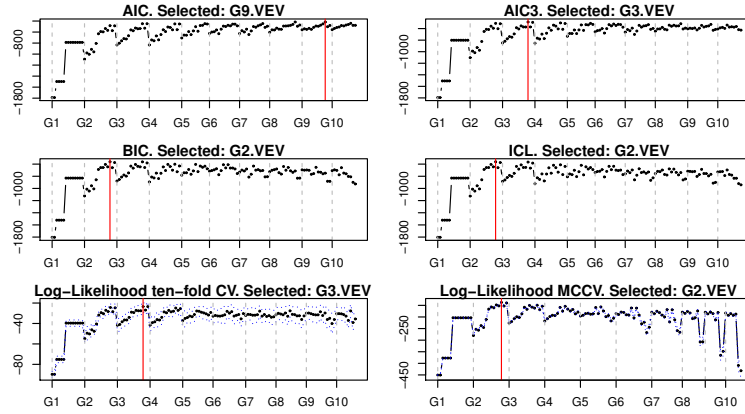 AIC. Selected: G9.VEV
-800
-1800
G1 G2 G3 G4 G5 G6 G7 G8 G9 G10
AIC3. Selected: G3.VEV
-1000
-1800
G1 G2 G3 G4 G5 G6 G7 G8 G9 G10
BIC. Selected: G2.VEV
-1000
-1800
G1 G2 G3 G4 G5 G6 G7 G8 G9 G10
ICL. Selected: G2.VEV
-1000
-1800
G1 G2 G3 G4 G5 G6 G7 G8 G9 G10
Log-Likelihood ten-fold CV. Selected: G3.VEV
-40
-80
G1 G2 G3 G4 G5 G6 G7 G8 G9 G10
Log-Likelihood MCCV. Selected: G2.VEV
-250
-450
G1 G2 G3 G4 G5 G6 G7 G8 G9 G10